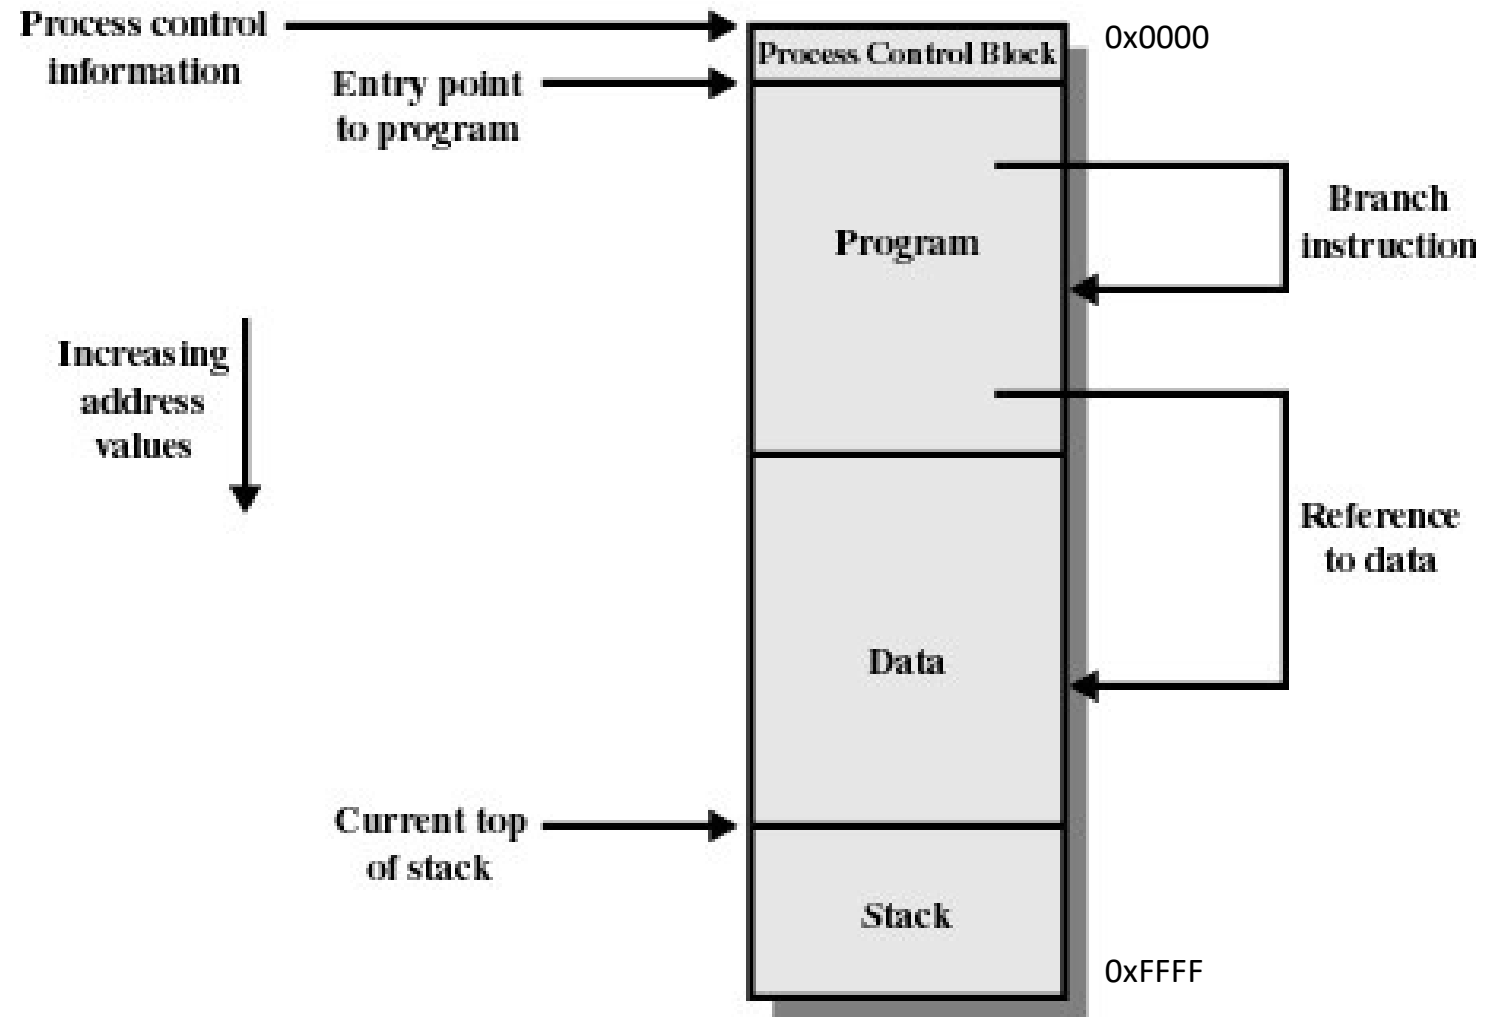 Process control
information
0x0000
Process Control Block
Entry point
to program
Branch
instruction
Program
Increasing
address
values
Reference
to data
Data
Current top
of stack
Stack
0xFFFF